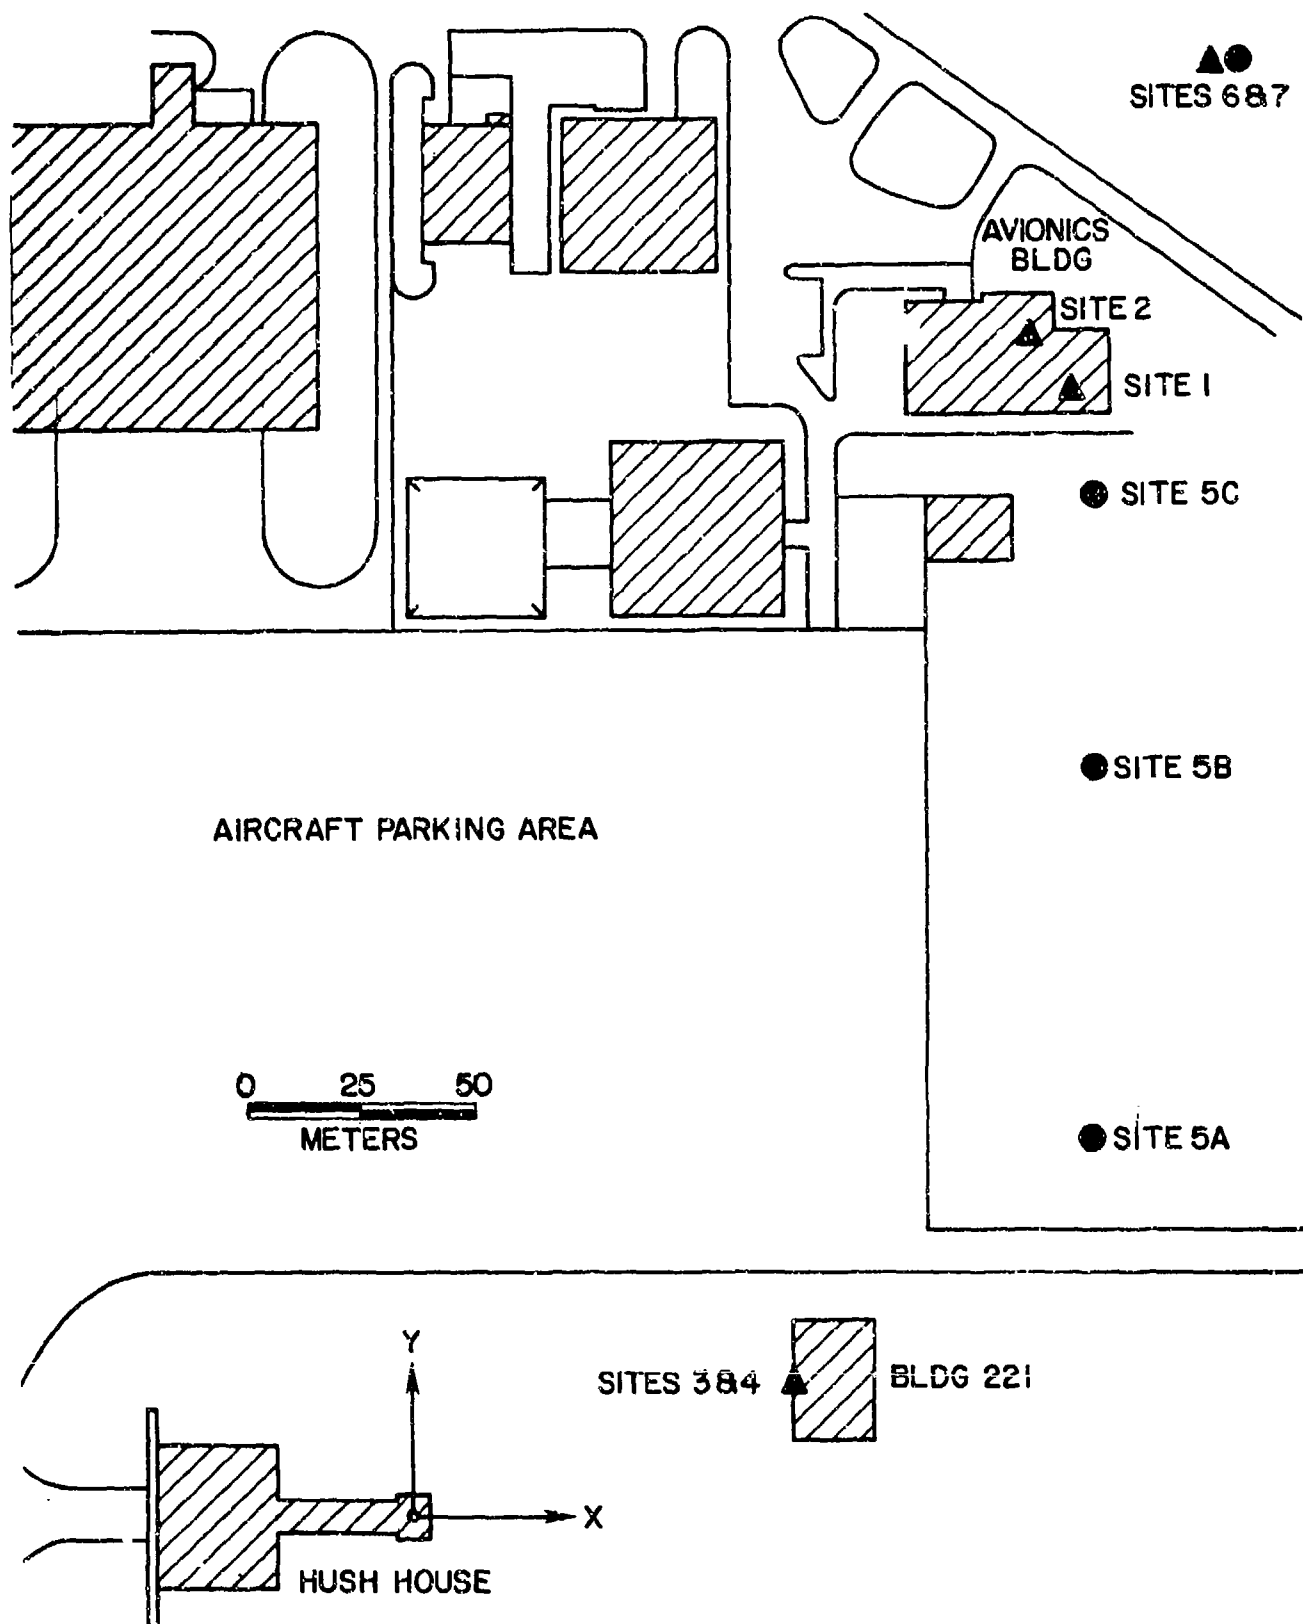 SITES 6&7
AVIONICS
BLDG
SITE 2
SITE 1
SITE 5C
SITE 5B
AIRCRAFT PARKING AREA
0 25 50
METERS
SITE 5A
Y
SITES 3&4
BLDG 221
X
HUSH HOUSE